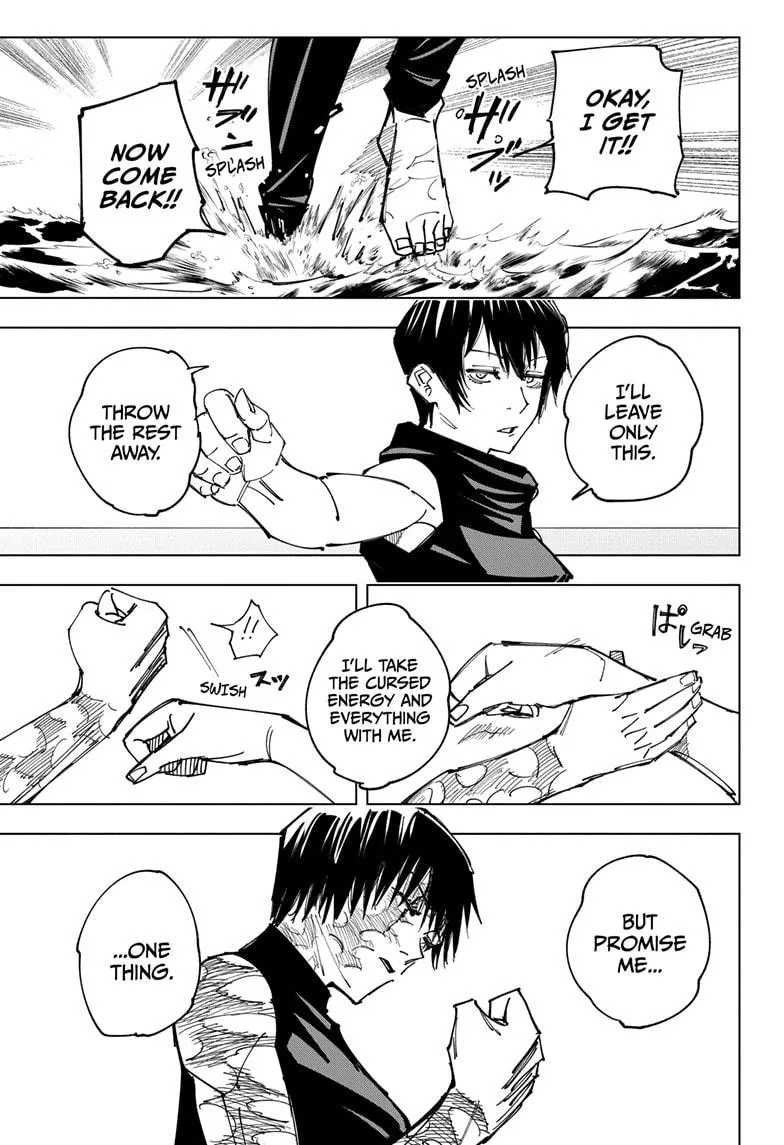 OKAY,
I GET
IT!!
SPLASH
ザブ
NOW
COME
BACK!!
SPLASH
ザブン
I'LL
LEAVE
ONLY
THIS.
THROW
THE REST
AWAY.
ぱしっ
GRAB
I'LL TAKE
THE CURSED
ENERGY AND
EVERYTHING
WITH ME.
!!
SWISH
スッ
BUT
PROMISE
ME...
...ONE
THING.